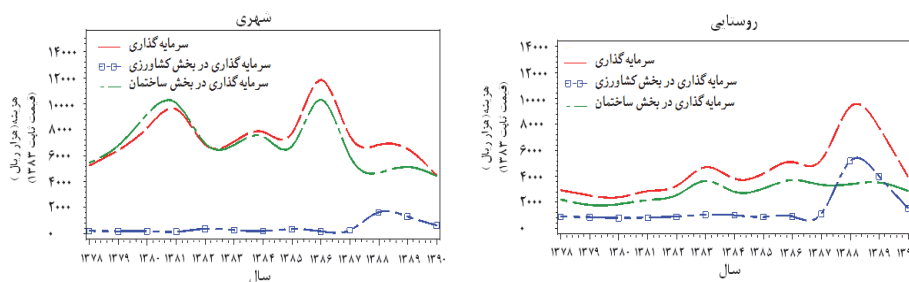 شهری
هزینه(هزار ریال )
(قیمت ثابت ۱۳۸۳
۱۴۰۰۰
۱۲۰۰۰
۱۰۰۰۰
۸۰۰۰
۶۰۰۰
۴۰۰۰
۲۰۰۰
۰
سرمایه گذاری
سرمایه گذاری در بخش کشاورزی
سرمایه گذاری در بخش ساختمان
۱۳۷۸ ۱۳۷۹ ۱۳۸۰ ۱۳۸۱ ۱۳۸۲ ۱۳۸۳ ۱۳۸۴ ۱۳۸۵ ۱۳۸۶ ۱۳۸۷ ۱۳۸۸ ۱۳۸۹ ۱۳۹۰
سال
روستایی
هزینه(هزار ریال )
(قیمت ثابت ۱۳۸۳
۱۴۰۰۰
۱۲۰۰۰
۱۰۰۰۰
۸۰۰۰
۶۰۰۰
۴۰۰۰
۲۰۰۰
۰
سرمایه گذاری
سرمایه گذاری در بخش کشاورزی
سرمایه گذاری در بخش ساختمان
۱۳۷۸ ۱۳۷۹ ۱۳۸۰ ۱۳۸۱ ۱۳۸۲ ۱۳۸۳ ۱۳۸۴ ۱۳۸۵ ۱۳۸۶ ۱۳۸۷ ۱۳۸۸ ۱۳۸۹
سال